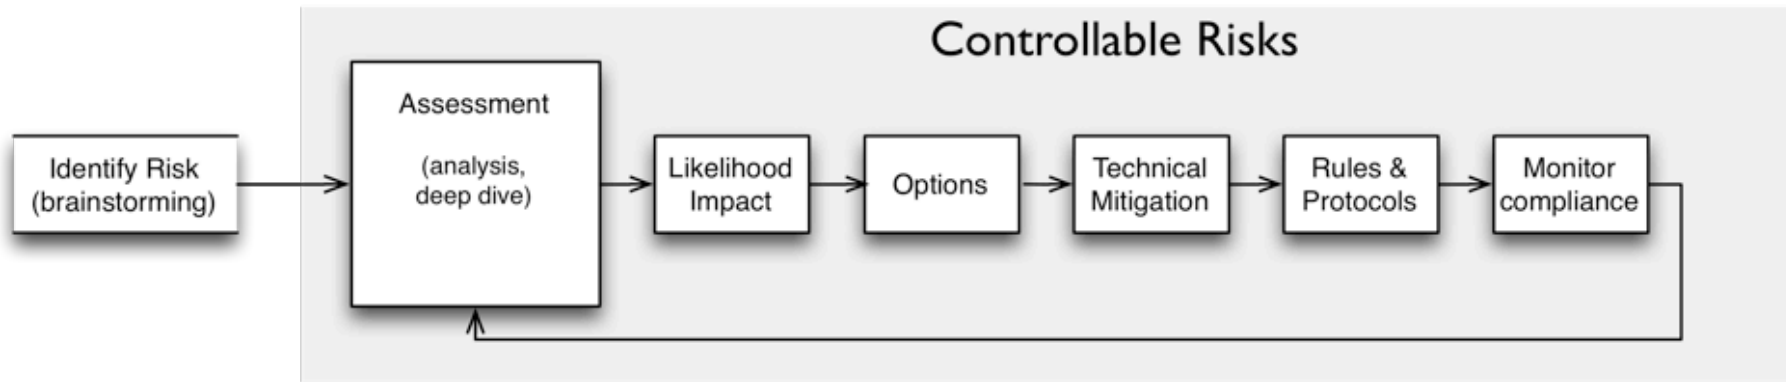 Controllable Risks
Identify Risk
(brainstorming)
Assessment
(analysis,
deep dive)
Likelihood
Impact
Options
Technical
Mitigation
Rules &
Protocols
Monitor
compliance